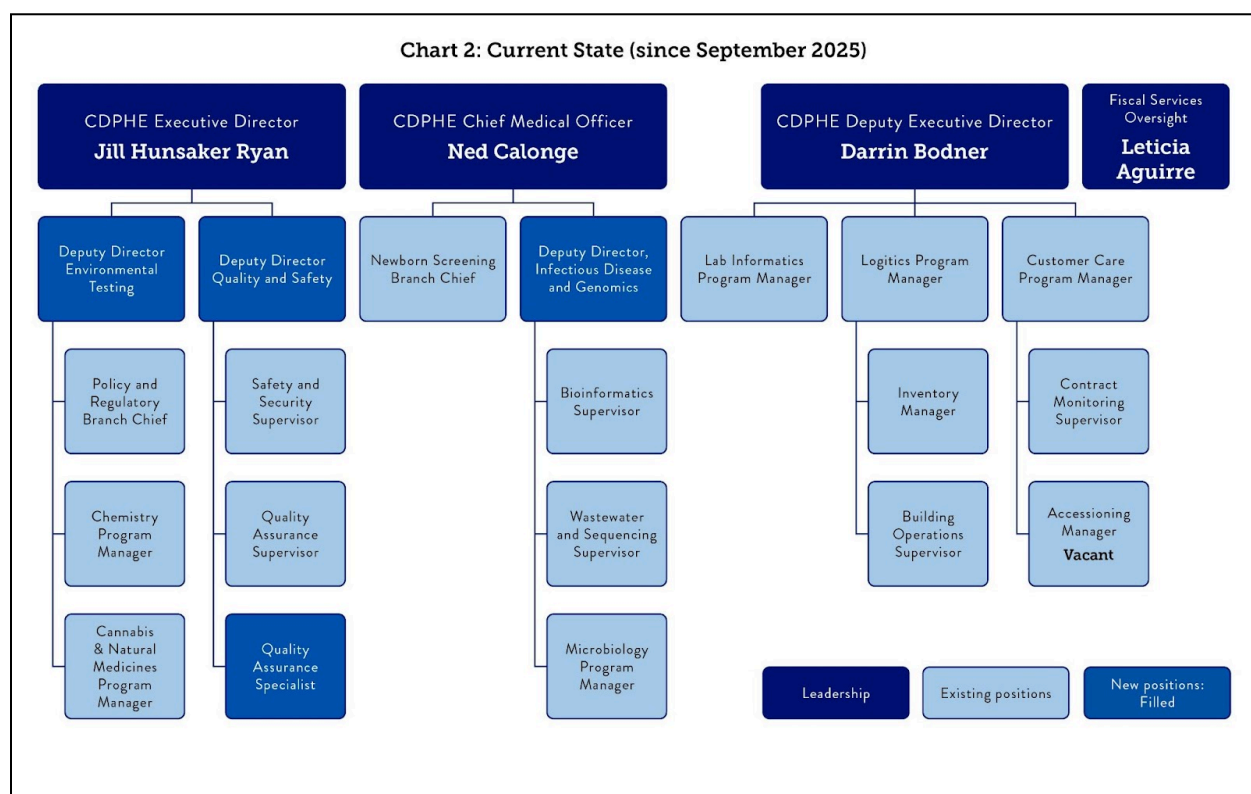 Chart 2: Current State (since September 2025)
CDPHE Executive Director
Jill Hunsaker Ryan
CDPHE Chief Medical Officer
Ned Calonge
CDPHE Deputy Executive Director
Darrin Bodner
Fiscal Services
Oversight
Leticia
Aguirre
Deputy Director
Environmental
Testing
Deputy Director
Quality and Safety
Newborn Screening
Branch Chief
Deputy Director,
Infectious Disease
and Genomics
Lab Informatics
Program Manager
Logitics Program
Manager
Customer Care
Program Manager
Policy and
Regulatory
Branch Chief
Safety and
Security
Supervisor
Bioinformatics
Supervisor
Inventory
Manager
Contract
Monitoring
Supervisor
Chemistry
Program
Manager
Quality
Assurance
Supervisor
Wastewater
and Sequencing
Supervisor
Building
Operations
Supervisor
Accessioning
Manager
Vacant
Cannabis
& Natural
Medicines
Program
Manager
Quality
Assurance
Specialist
Microbiology
Program
Manager
Leadership
Existing positions
New positions:
Filled